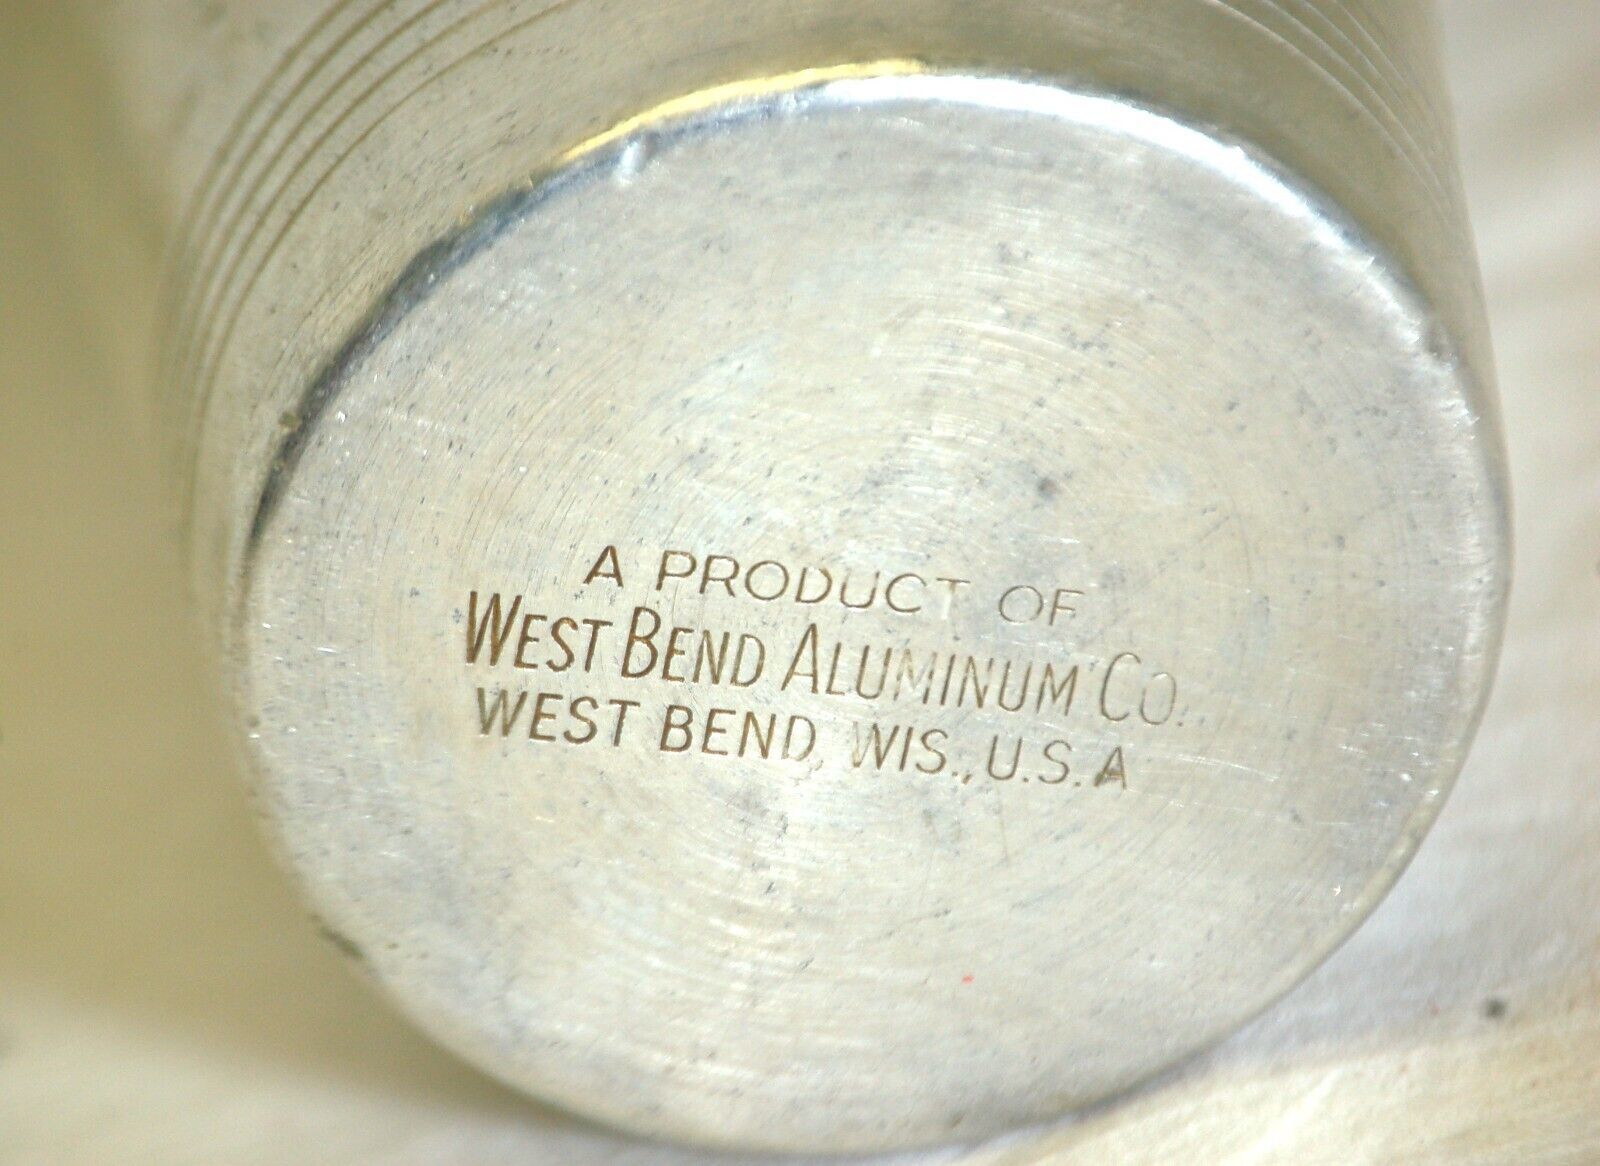 A PRODUCT OF
WEST BEND ALUMINUM CO.
WEST BEND, WIS., U.S.A